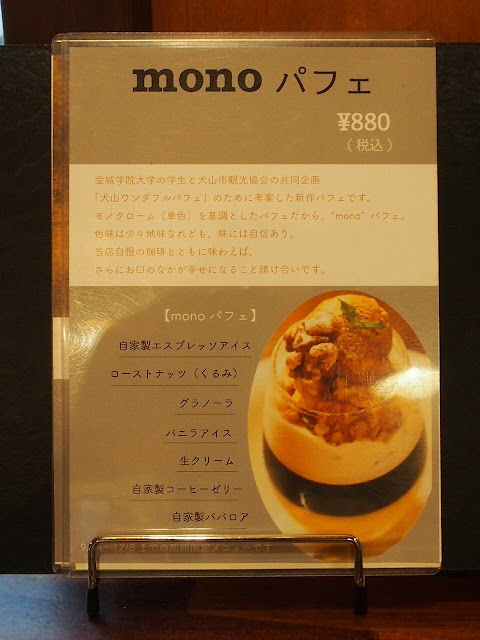 mono パフェ
¥880
(税込)
金城学院大学の学生と犬山市観光協会の共同企画
「犬山ワンダフルパフェ」のために考案した新作パフェです。
モノクローム(単色)を基調としたパフェだから、"mono" パフェ。
色味は少々地味なれども、味には自信あり。
当店自慢の珈琲とともに味わえば、
さらにお口のなかが幸せになること請け合いです。
【mono パフェ】
自家製エスプレッソアイス
ローストナッツ(くるみ)
グラノーラ
バニラアイス
生クリーム
自家製コーヒーゼリー
自家製ババロア
12/8 までの期間限定メニューです